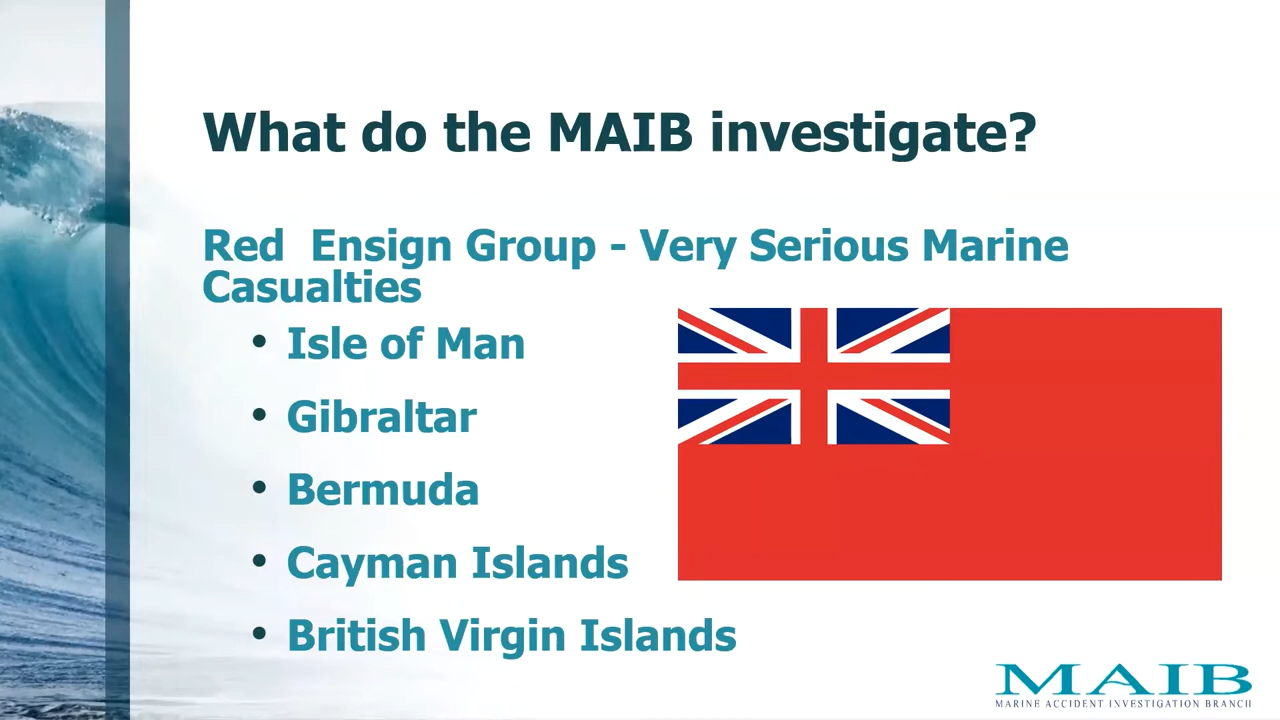 What do the MAIB investigate?
Red Ensign Group - Very Serious Marine
Casualties
• Isle of Man
• Gibraltar
• Bermuda
• Cayman Islands
• British Virgin Islands
MAIB
MARINE ACCIDENT INVESTIGATION BRANCH